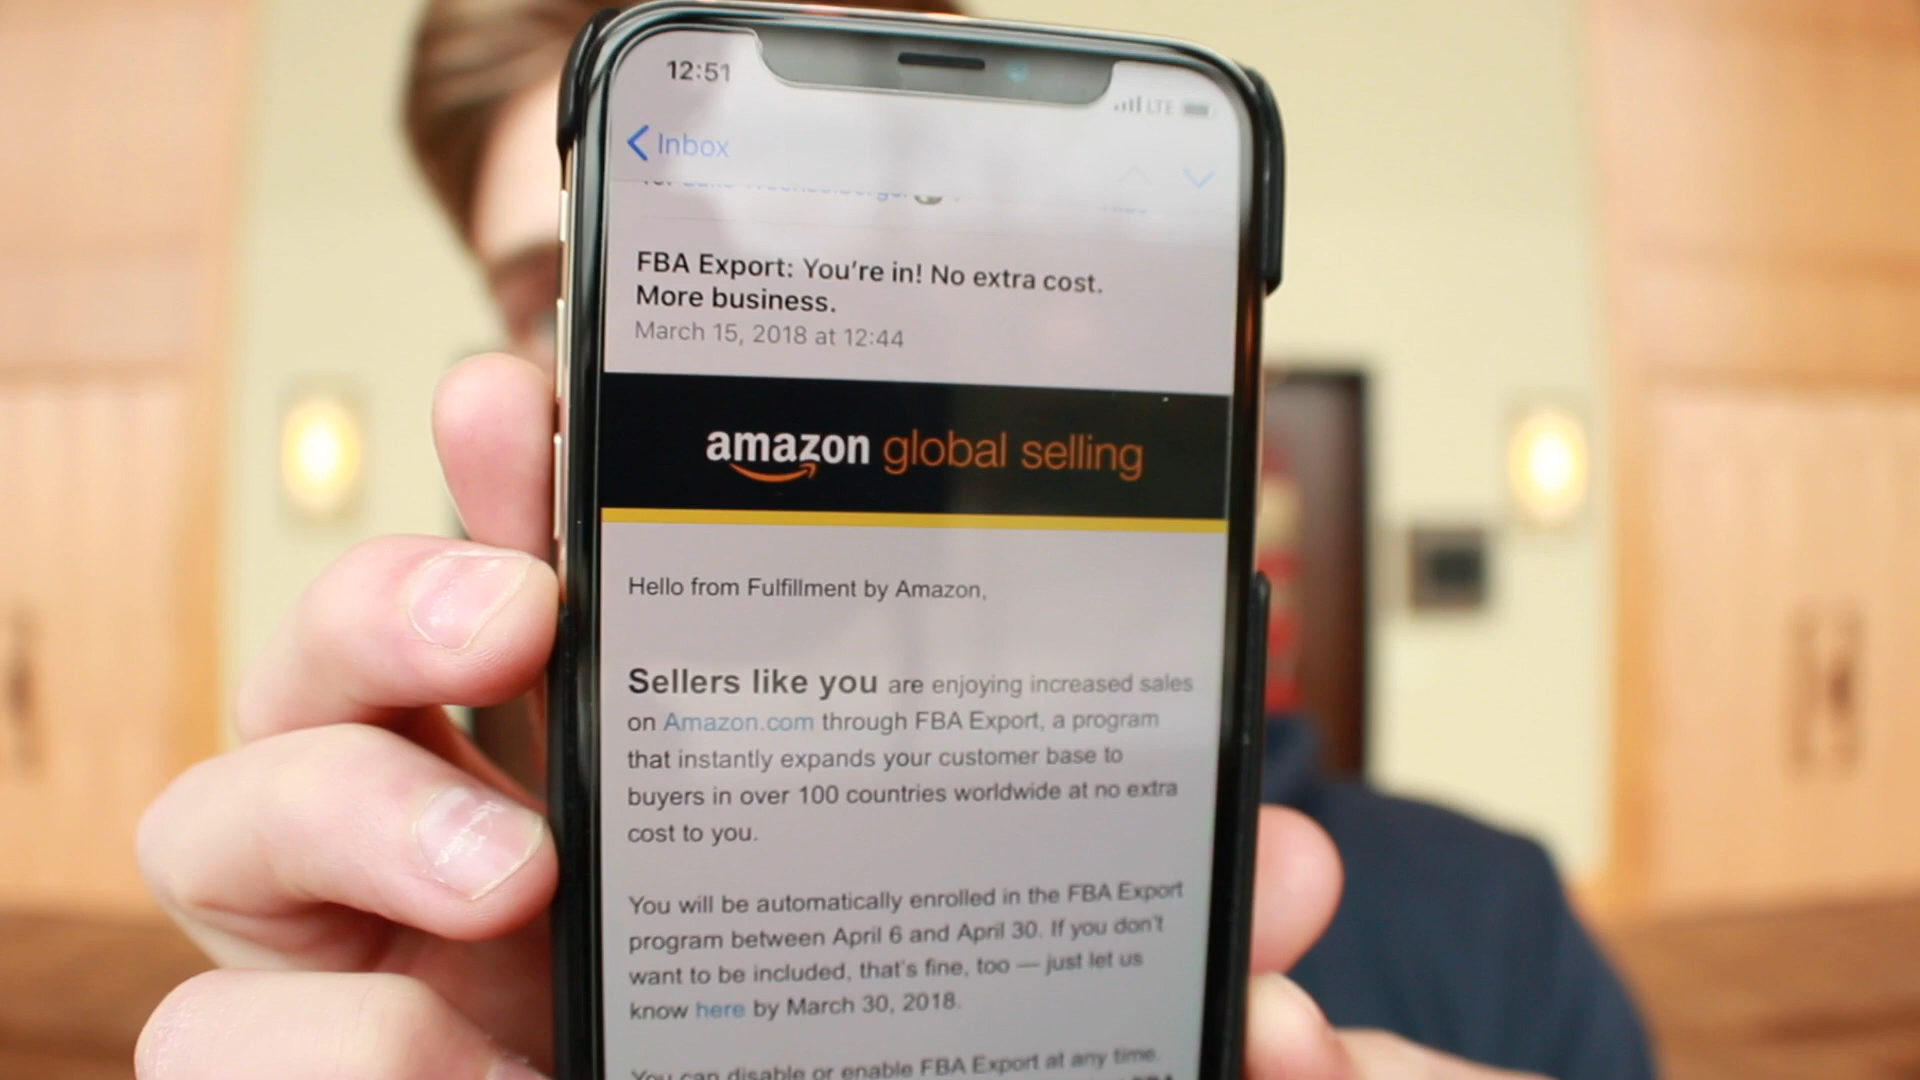 12:51
LTE
Inbox
FBA Export: You're in! No extra cost.
More business.
March 15, 2018 at 12:44
amazon global selling
Hello from Fulfillment by Amazon,
Sellers like you are enjoying increased sales
on Amazon.com through FBA Export, a program
that instantly expands your customer base to
buyers in over 100 countries worldwide at no extra
cost to you.
You will be automatically enrolled in the FBA Export
program between April 6 and April 30. If you don't
want to be included, that's fine, too — just let us
know here by March 30, 2018.
You can disable or enable FBA Export at any time.